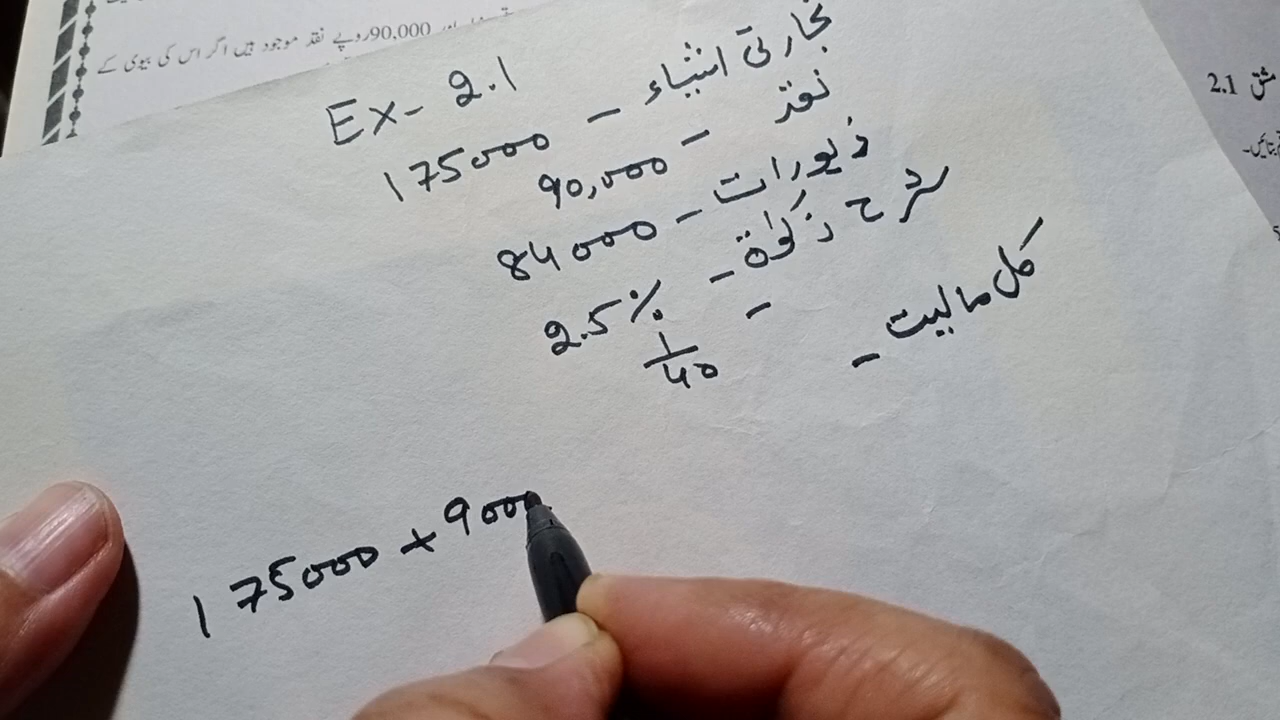 90,000روپے نقد موجود ہیں اگر اس کی بیوی کے
مشق 2.1
بتائیں۔
Ex- 2.1
تجارتی اشیاء - 175000
نقد - 90,000
زیورات - 84000
شرح زکوٰۃ - 2.5%
- 1/40
کل مالیت -
175000 + 9000